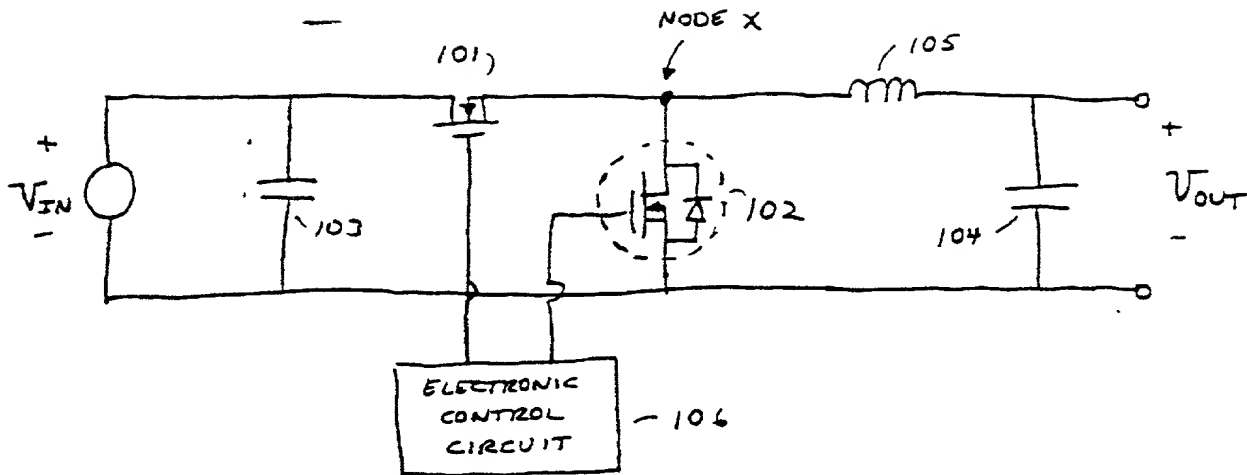 NODE X
101
105
+
VIN
-
103
102
104
+
VOUT
-
ELECTRONIC
CONTROL
CIRCUIT
106